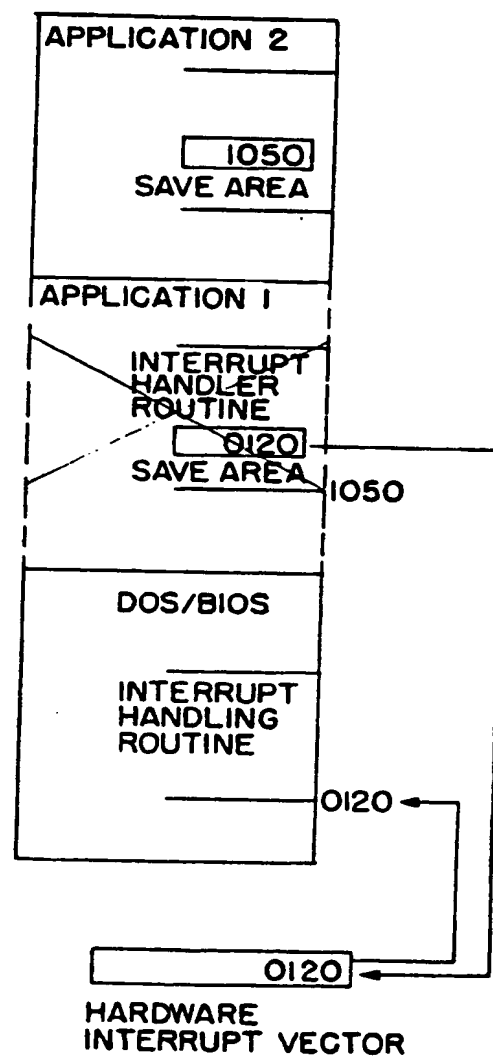 APPLICATION 2
1050
SAVE AREA
APPLICATION 1
INTERRUPT
HANDLER
ROUTINE
0120
SAVE AREA
1050
DOS/BIOS
INTERRUPT
HANDLING
ROUTINE
0120
0120
HARDWARE
INTERRUPT VECTOR